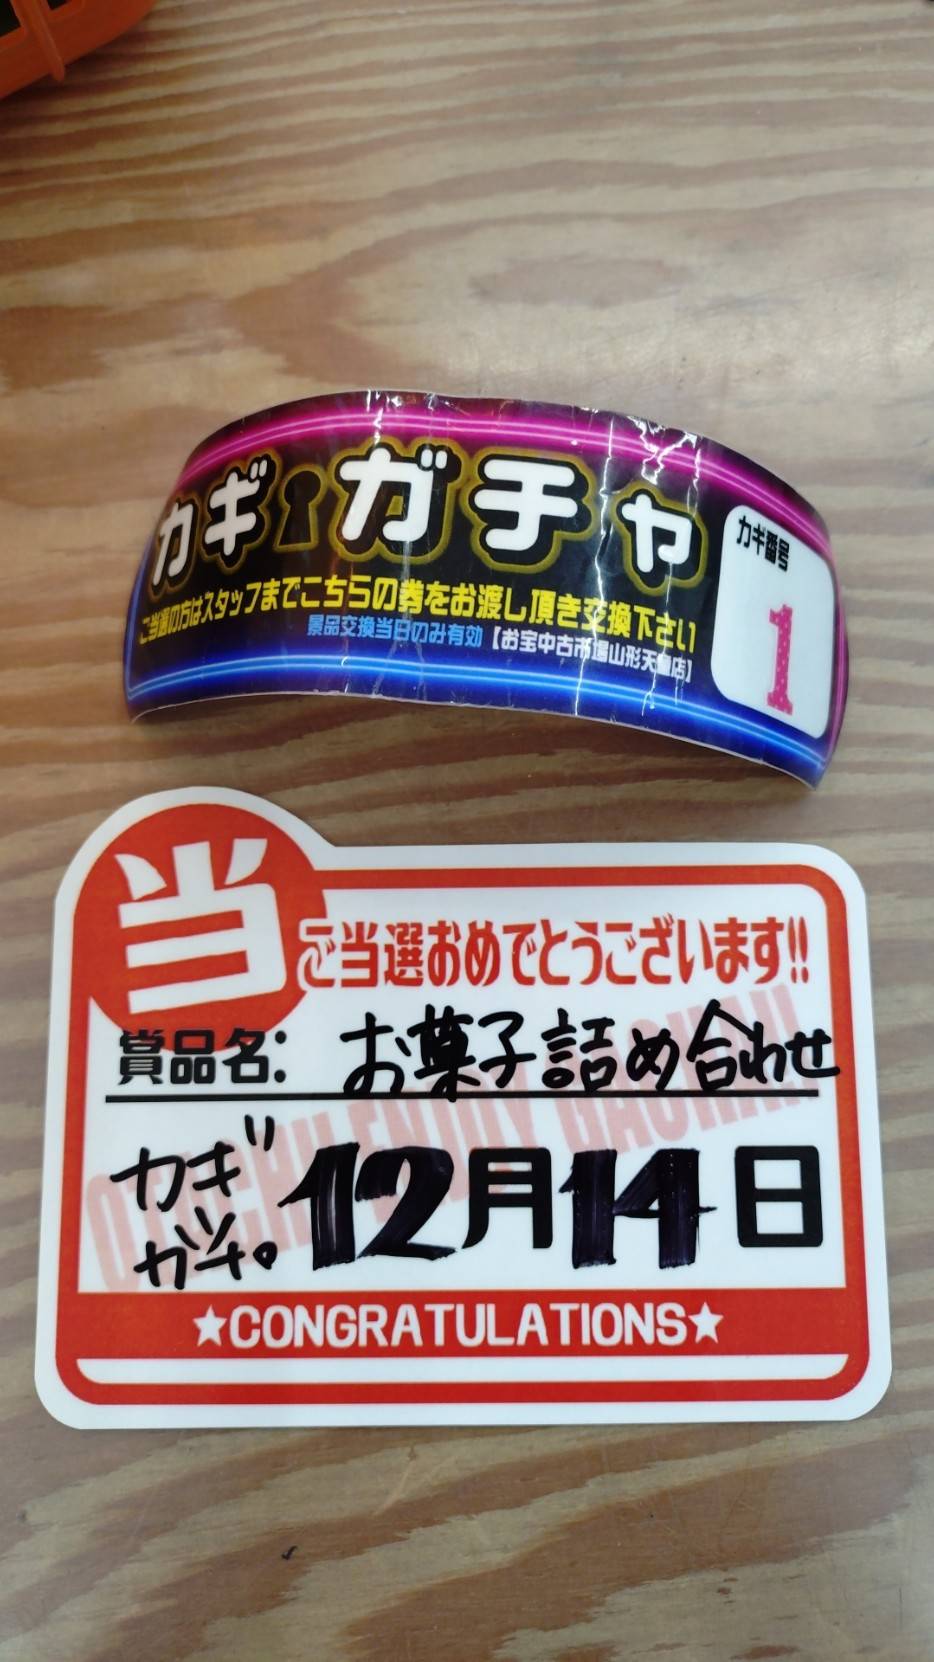 カギガチャ
カギ番号
1
ご当選の方はスタッフまでこちらの券をお渡し頂き交換下さい
景品交換当日のみ有効【お宝中古市場山形天童店】
当
ご当選おめでとうございます!!
賞品名: お菓子詰め合わせ
カギ
ガチャ。
12月14日
★CONGRATULATIONS★